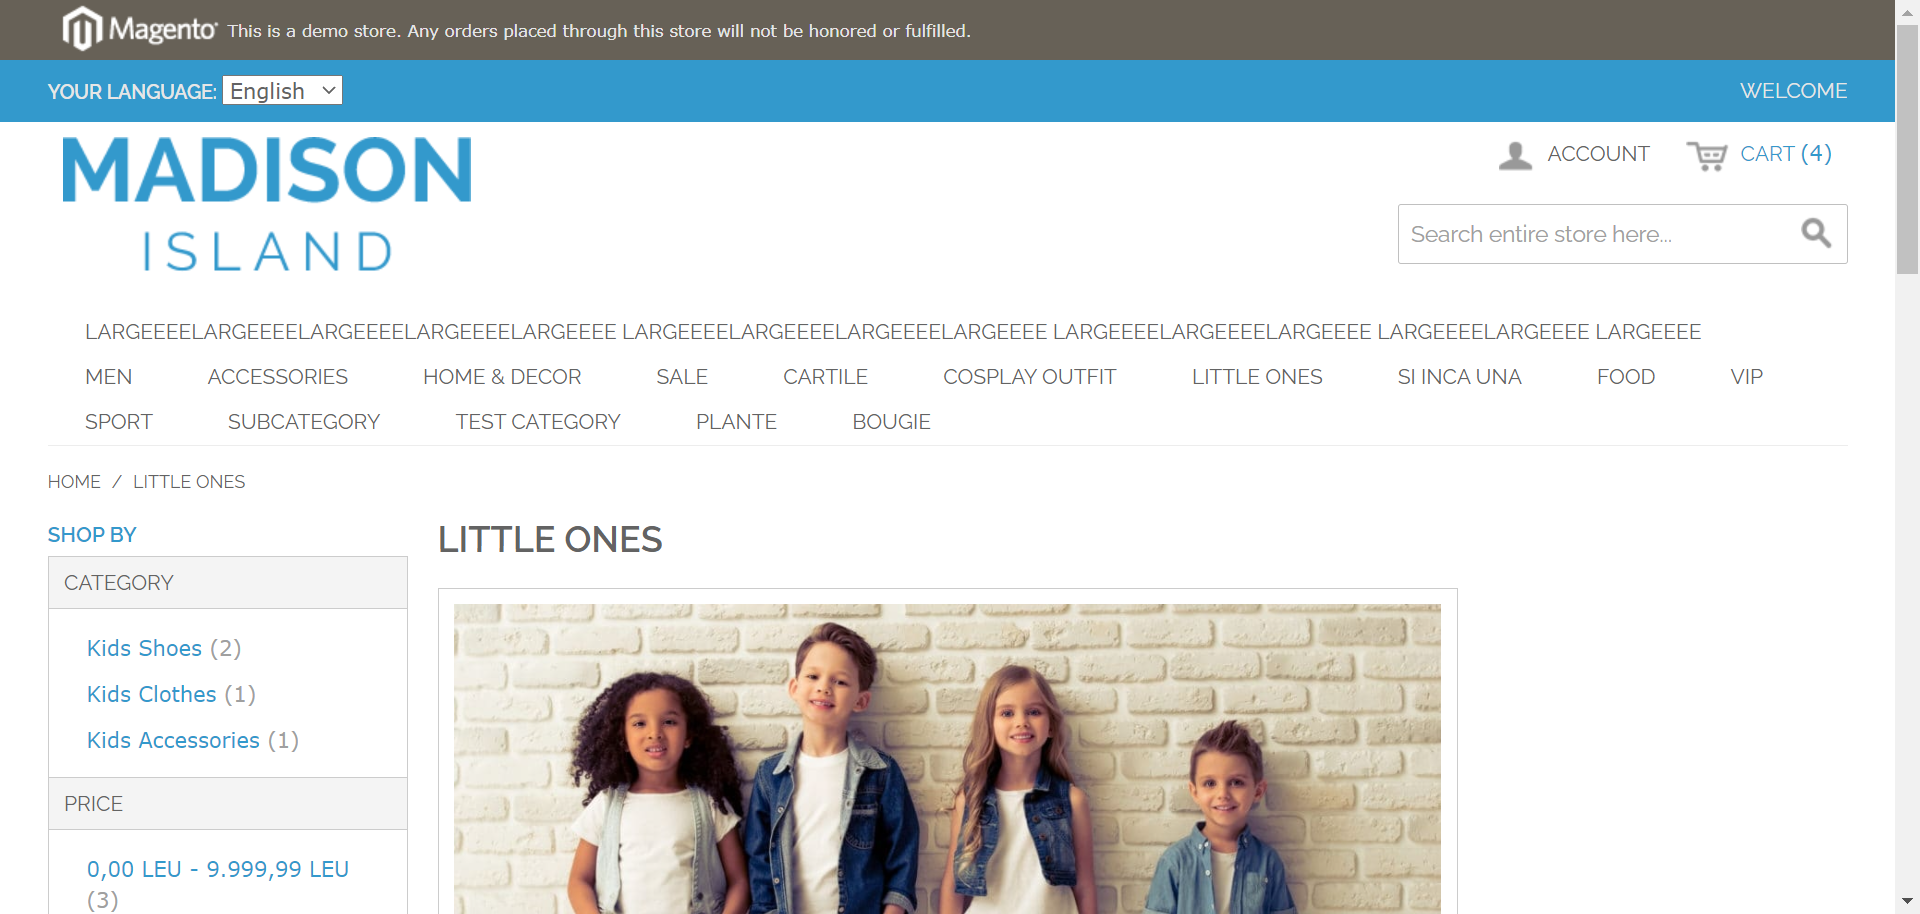 Magento This is a demo store. Any orders placed through this store will not be honored or fulfilled.
YOUR LANGUAGE: English WELCOME
MADISON
ISLAND
ACCOUNT CART (4)
Search entire store here...
LARGEEEELARGEEEELARGEEEELARGEEEELARGEEEE LARGEEEELARGEEEELARGEEEELARGEEEE LARGEEEELARGEEEELARGEEEE LARGEEEELARGEEEE LARGEEEE
MEN ACCESSORIES HOME & DECOR SALE CARTILE COSPLAY OUTFIT LITTLE ONES SI INCA UNA FOOD VIP
SPORT SUBCATEGORY TEST CATEGORY PLANTE BOUGIE
HOME / LITTLE ONES
SHOP BY
CATEGORY
Kids Shoes (2)
Kids Clothes (1)
Kids Accessories (1)
PRICE
0,00 LEU - 9.999,99 LEU
(3)
LITTLE ONES